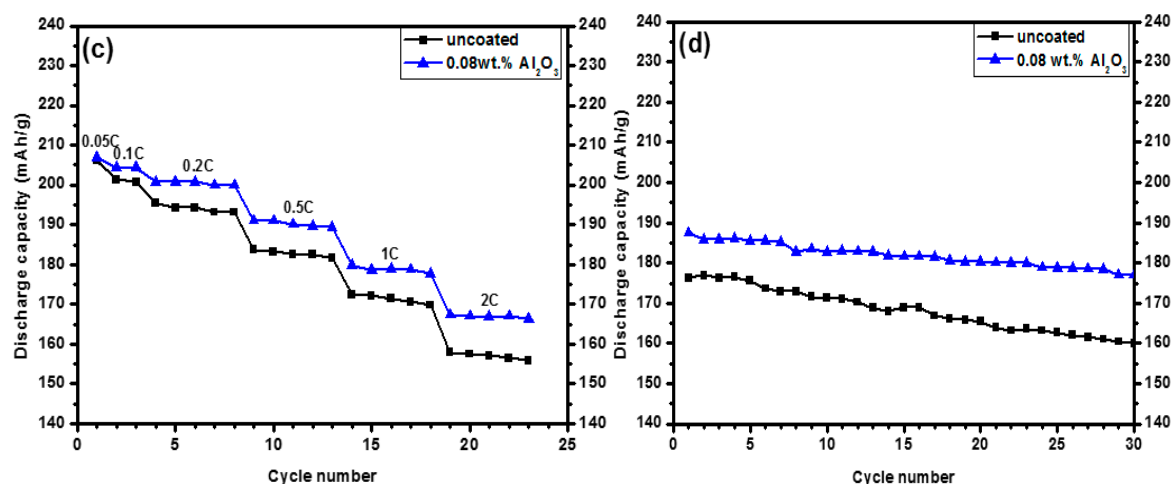 (c)
uncoated
0.08wt.% Al₂O₃
0.05C
0.1C
0.2C
0.5C
1C
2C
240
230
220
210
200
190
180
170
160
150
140
240
230
220
210
200
190
180
170
160
150
140
0 5 10 15 20 25
Discharge capacity (mAh/g)
Cycle number
(d)
uncoated
0.08 wt.% Al₂O₃
240
230
220
210
200
190
180
170
160
150
140
240
230
220
210
200
190
180
170
160
150
140
0 5 10 15 20 25 30
Discharge capacity (mAh/g)
Cycle number